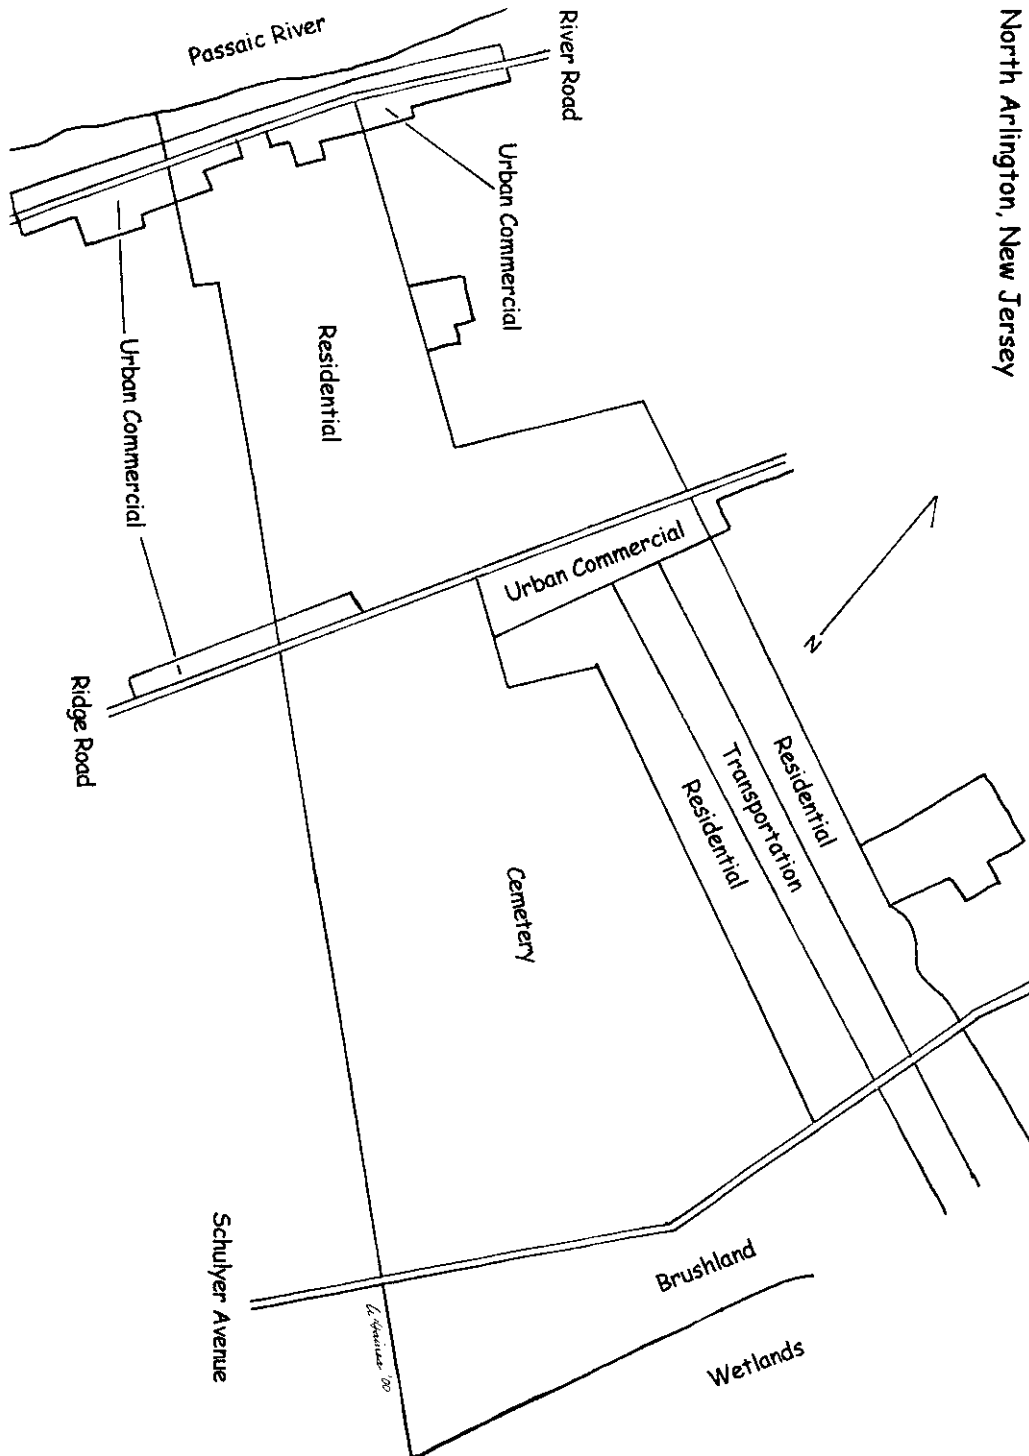 North Arlington, New Jersey
Passaic River
River Road
Urban Commercial
Residential
Urban Commercial
Urban Commercial
Ridge Road
N
Residential
Transportation
Residential
Cemetery
Schulyer Avenue
Brushland
Wetlands
'00